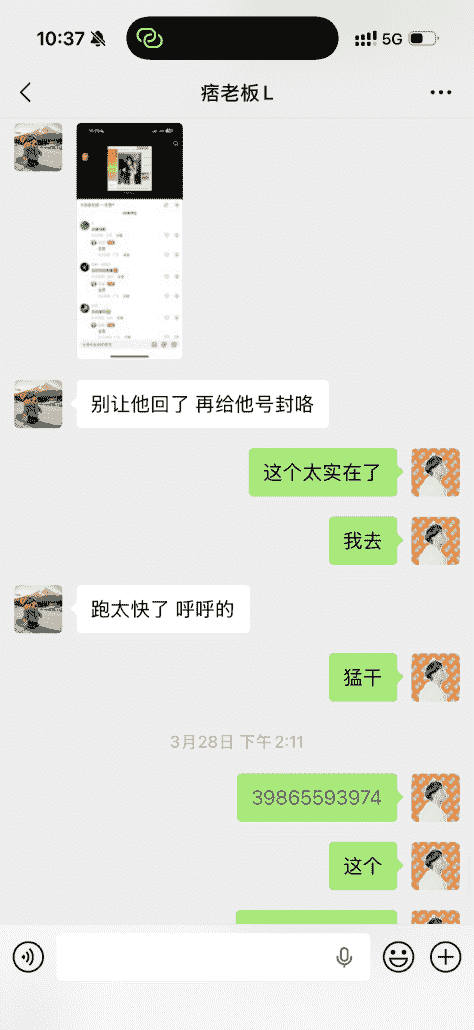 10:37
5G
痞老板L
别让他回了 再给他号封咯
这个太实在了
我去
跑太快了 呼呼的
猛干
3月28日 下午2:11
39865593974
这个